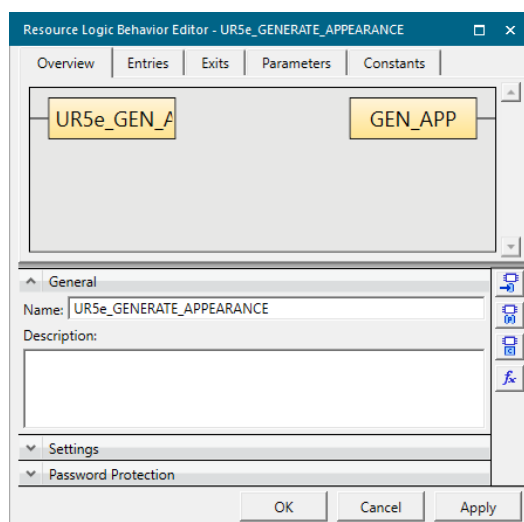 Resource Logic Behavior Editor - UR5e_GENERATE_APPEARANCE
Overview Entries Exits Parameters Constants
UR5e_GEN_A GEN_APP
General
Name: UR5e_GENERATE_APPEARANCE
Description:
fx
Settings
Password Protection
OK Cancel Apply